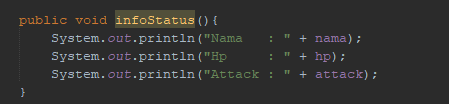 public void infoStatus(){
    System.out.println("Nama   : " + nama);
    System.out.println("Hp     : " + hp);
    System.out.println("Attack : " + attack);
}